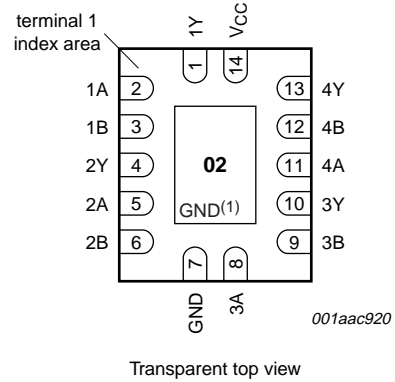 terminal 1
index area
1Y
VCC
1
14
1A 2
13 4Y
1B 3
12 4B
2Y 4
02
11 4A
2A 5
GND(1)
10 3Y
2B 6
9 3B
7
8
GND
3A
001aac920
Transparent top view